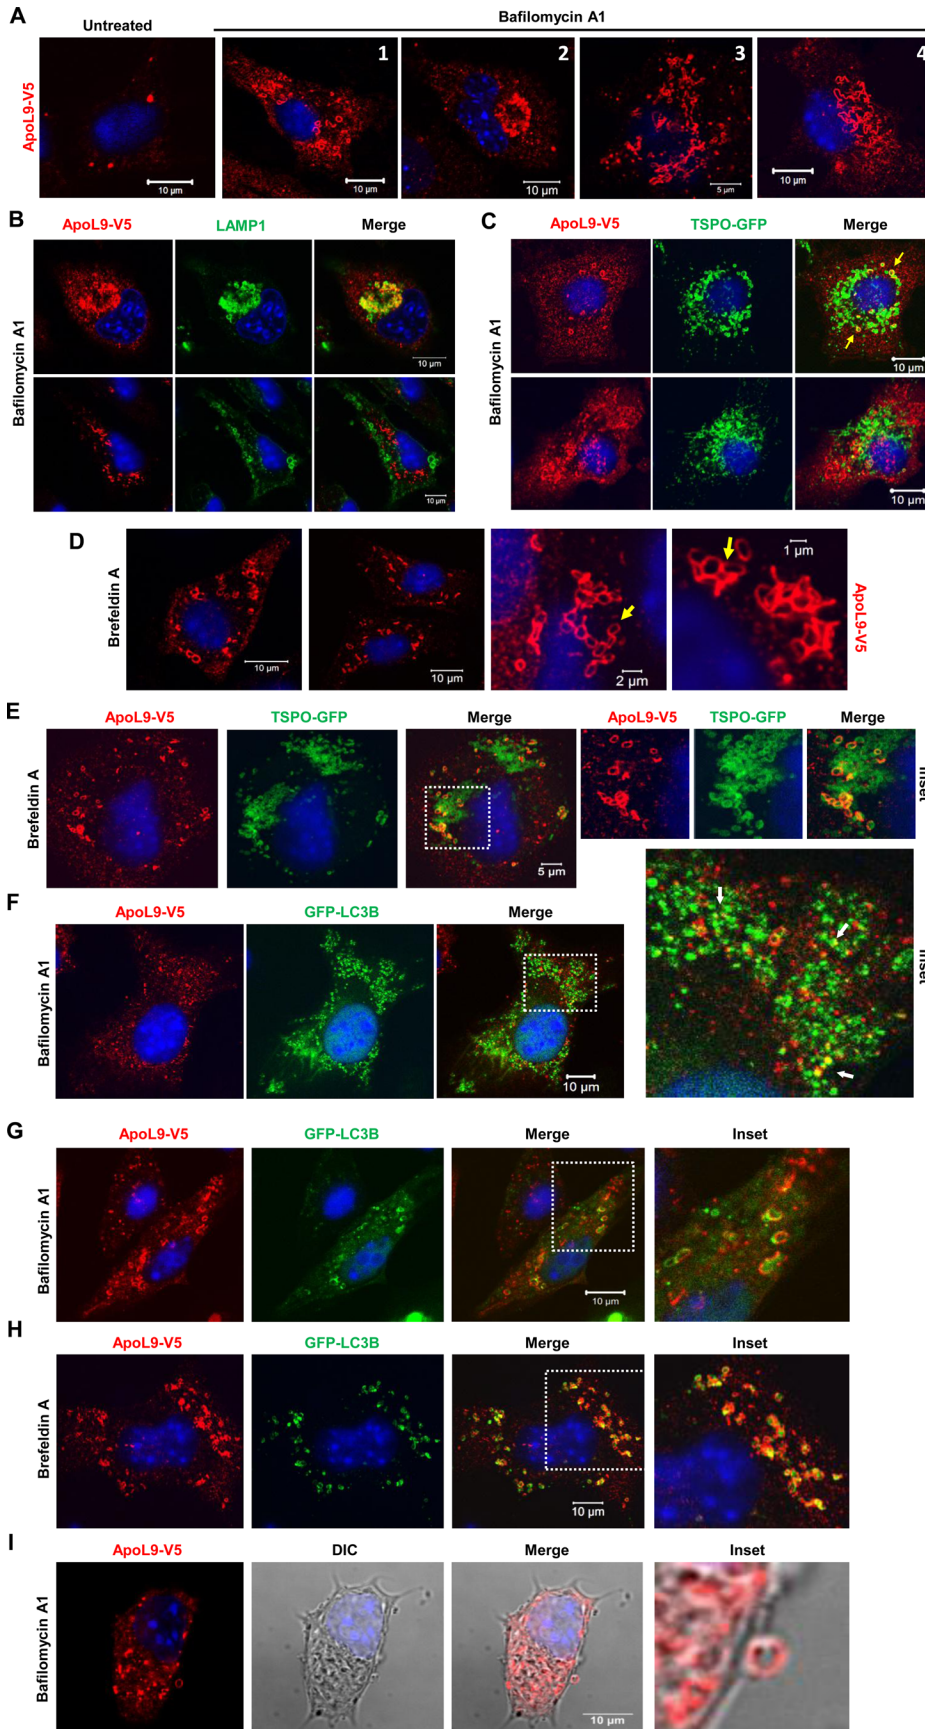 A
Untreated
Bafilomycin A1
ApoL9-V5
1
2
3
4
10 µm
10 µm
10 µm
5 µm
10 µm
B
ApoL9-V5
LAMP1
Merge
Bafilomycin A1
10 µm
10 µm
C
ApoL9-V5
TSPO-GFP
Merge
Bafilomycin A1
10 µm
10 µm
D
Brefeldin A
10 µm
10 µm
2 µm
1 µm
ApoL9-V5
E
ApoL9-V5
TSPO-GFP
Merge
ApoL9-V5
TSPO-GFP
Merge
Brefeldin A
5 µm
Inset
F
ApoL9-V5
GFP-LC3B
Merge
Bafilomycin A1
10 µm
Inset
G
ApoL9-V5
GFP-LC3B
Merge
Inset
Bafilomycin A1
10 µm
H
ApoL9-V5
GFP-LC3B
Merge
Inset
Brefeldin A
10 µm
I
ApoL9-V5
DIC
Merge
Inset
Bafilomycin A1
10 µm